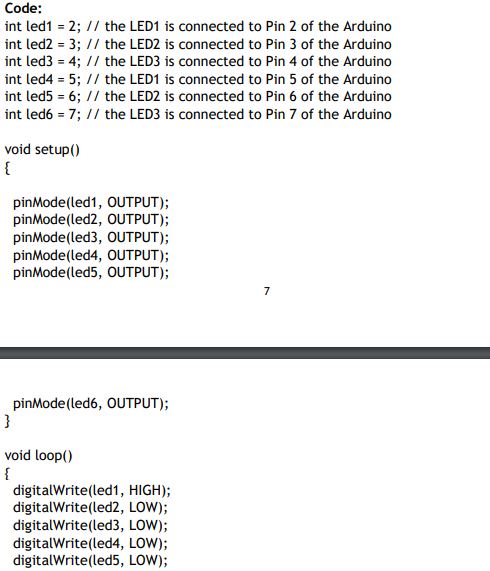 Code:
int led1 = 2; // the LED1 is connected to Pin 2 of the Arduino
int led2 = 3; // the LED2 is connected to Pin 3 of the Arduino
int led3 = 4; // the LED3 is connected to Pin 4 of the Arduino
int led4 = 5; // the LED1 is connected to Pin 5 of the Arduino
int led5 = 6; // the LED2 is connected to Pin 6 of the Arduino
int led6 = 7; // the LED3 is connected to Pin 7 of the Arduino
void setup()
{
pinMode(led1, OUTPUT);
pinMode(led2, OUTPUT);
pinMode(led3, OUTPUT);
pinMode(led4, OUTPUT);
pinMode(led5, OUTPUT);
7
pinMode(led6, OUTPUT);
}
void loop()
{
digitalWrite(led1, HIGH);
digitalWrite(led2, LOW);
digitalWrite(led3, LOW);
digitalWrite(led4, LOW);
digitalWrite(led5, LOW);